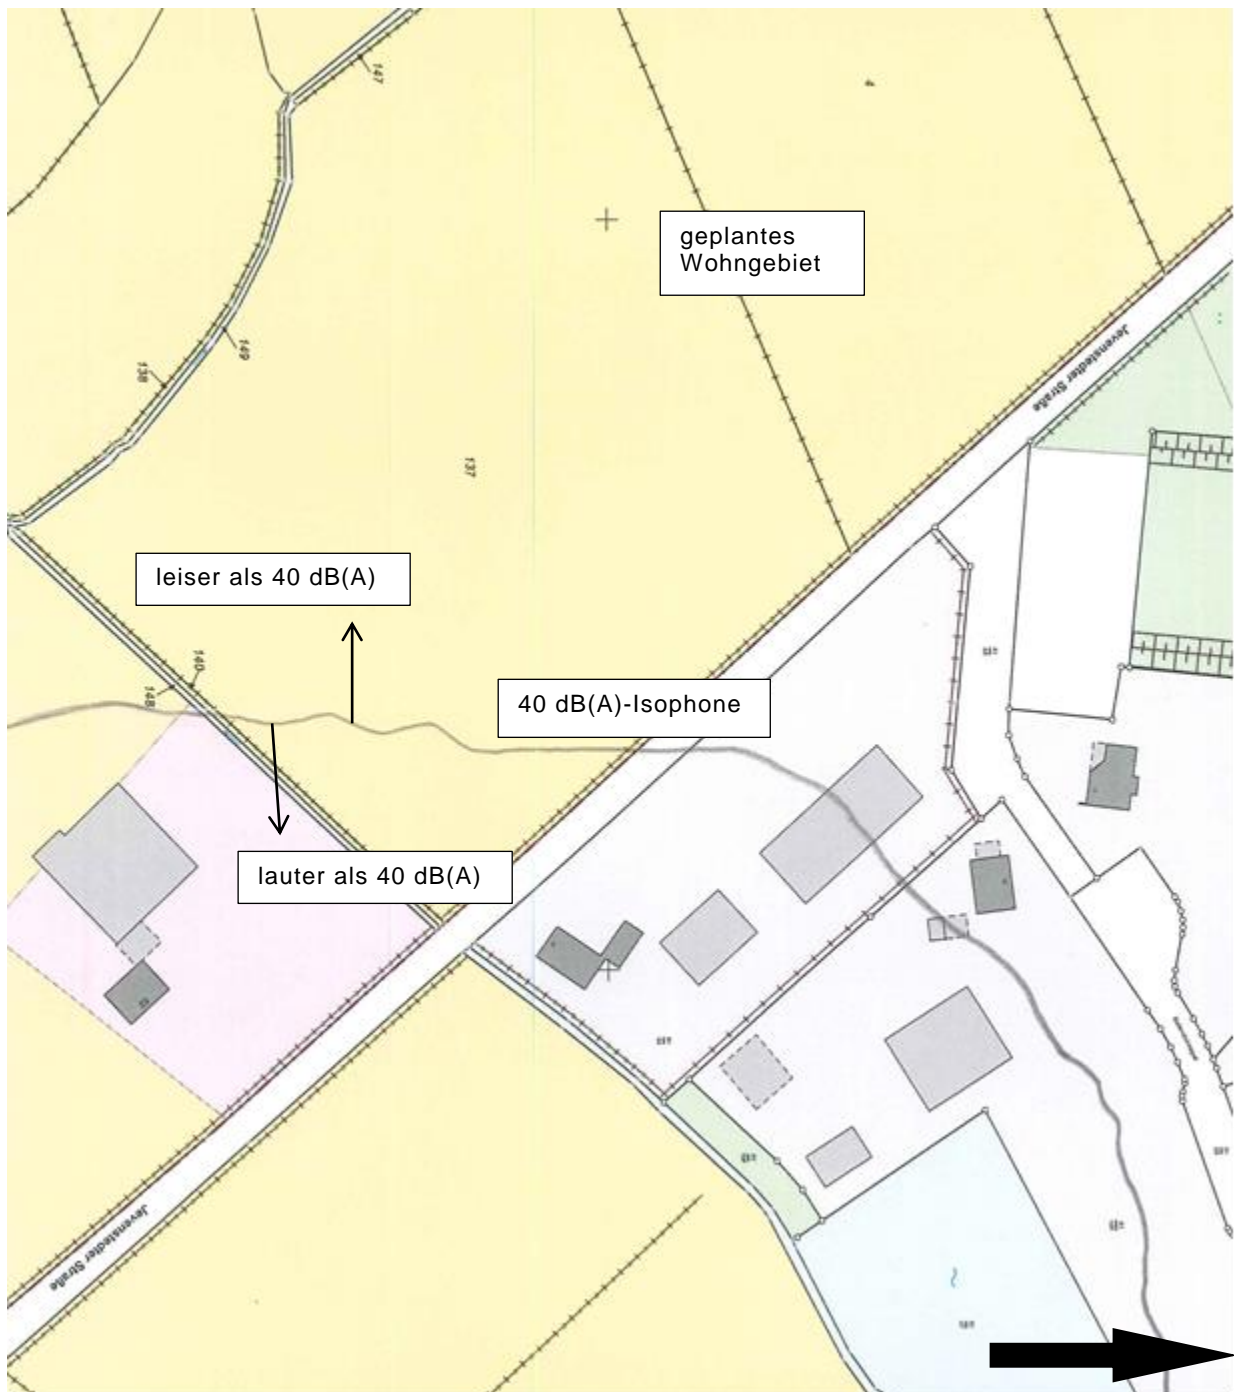 147
4
geplantes
Wohngebiet
149
Jevenstedter Straße
138
137
leiser als 40 dB(A)
140
148
40 dB(A)-Isophone
lauter als 40 dB(A)
Jevenstedter Straße